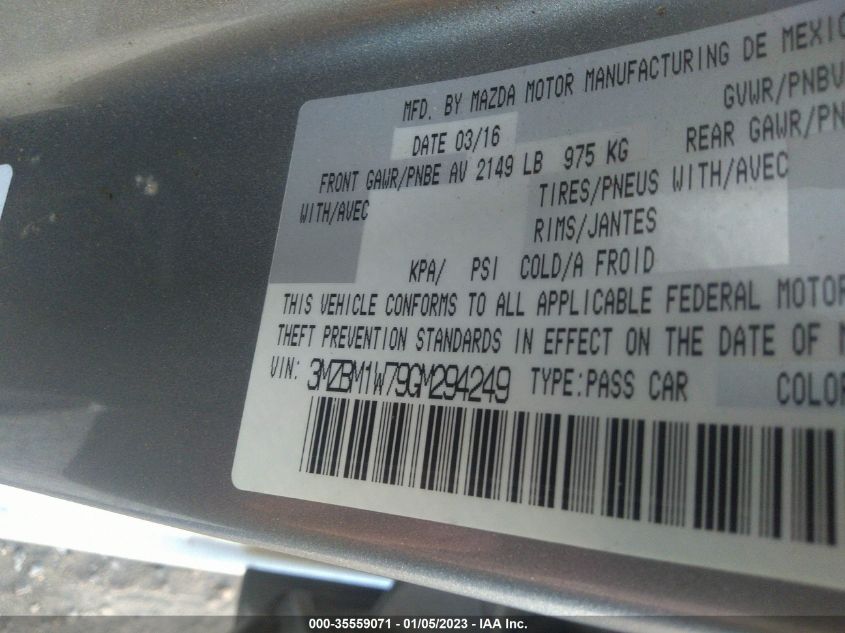 MFD. BY MAZDA MOTOR MANUFACTURING DE MEXIC
DATE 03/16 GVWR/PNBV
FRONT GAWR/PNBE AV 2149 LB 975 KG REAR GAWR/PN
WITH/AVEC TIRES/PNEUS WITH/AVEC
RIMS/JANTES
KPA/ PSI COLD/A FROID
THIS VEHICLE CONFORMS TO ALL APPLICABLE FEDERAL MOTOR
THEFT PREVENTION STANDARDS IN EFFECT ON THE DATE OF M
VIN: 3MZBM1W79GM294249 TYPE:PASS CAR COLOR
000-35559071 - 01/05/2023 - IAA Inc.